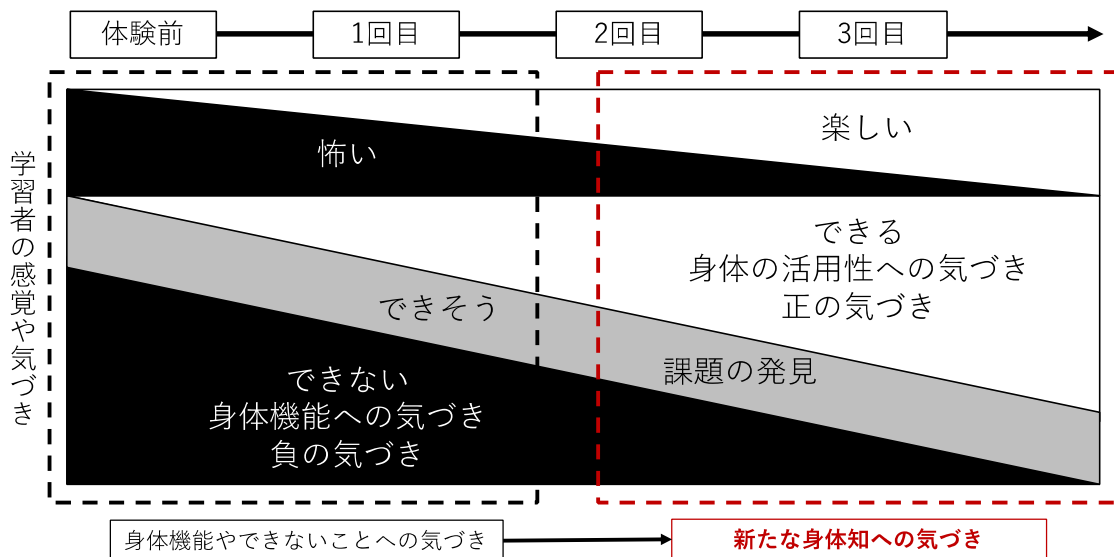 体験前
1回目
2回目
3回目
学習者の感覚や気づき
怖い
楽しい
できる
身体の活用性への気づき
正の気づき
できそう
課題の発見
できない
身体機能への気づき
負の気づき
身体機能やできないことへの気づき
新たな身体知への気づき